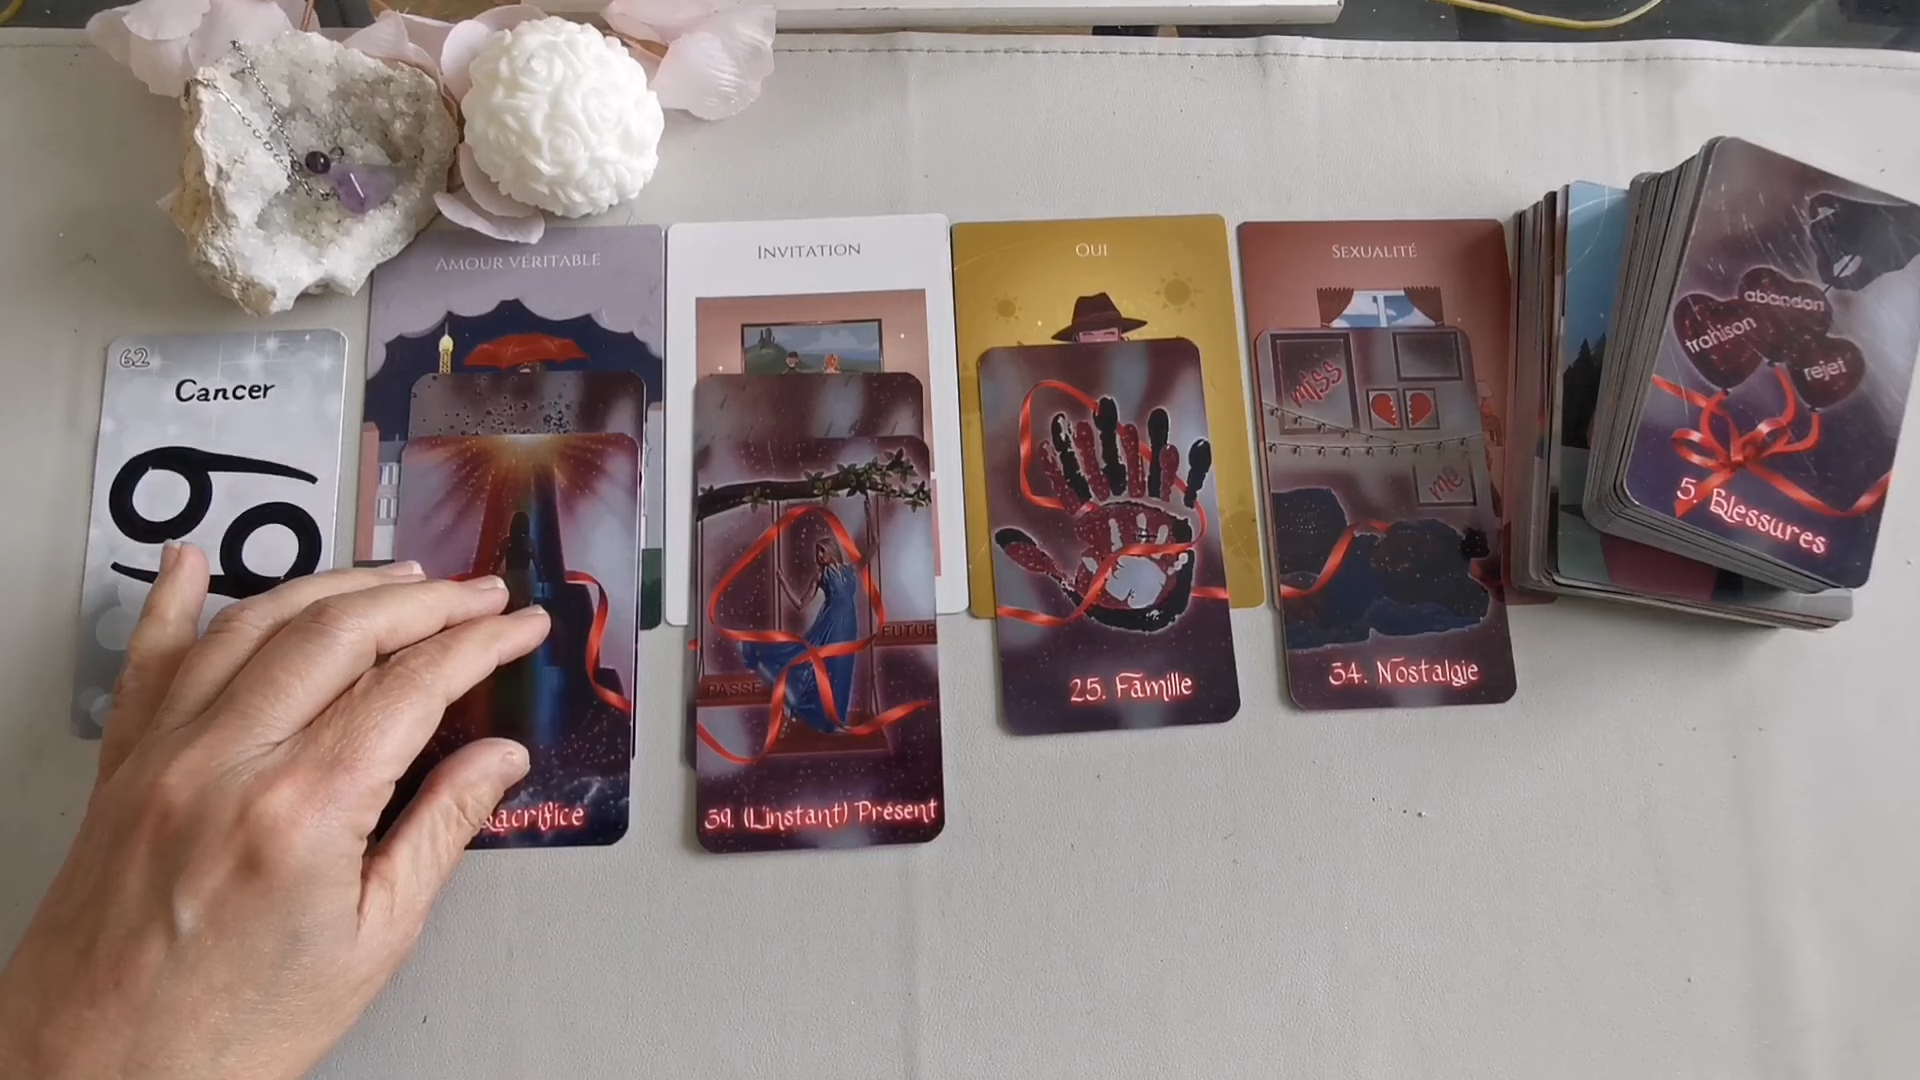 62
Cancer
AMOUR VÉRITABLE
Sacrifice
INVITATION
PASSÉ
FUTUR
39. (L'instant) Présent
OUI
25. Famille
SEXUALITÉ
miss
me
34. Nostalgie
abandon
trahison
rejet
5. Blessures